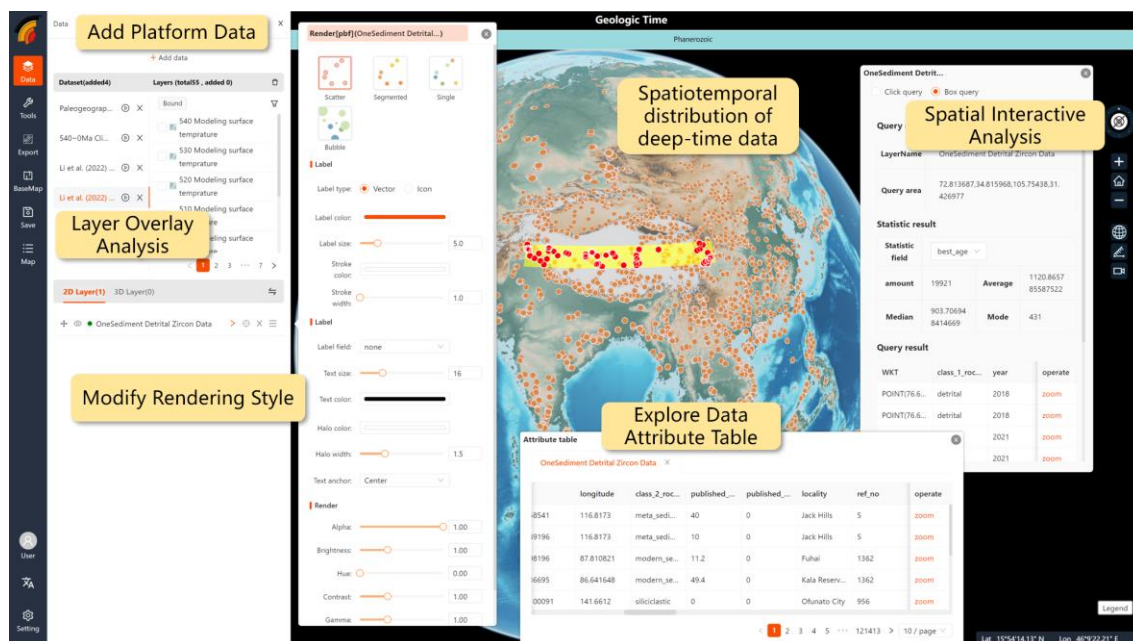 Geologic Time
Phanerozoic
Data
Add Platform Data
X
+ Add data
Dataset(added4)
Layers (total55 , added 0)
Paleogeograp...
Bound
540 Modeling surface
temprature
540~0Ma Cli...
530 Modeling surface
temprature
Li et al. (2022) ...
520 Modeling surface
temprature
Li et al. (2022) ...
510 Modeling surface
Layer Overlay
Analysis
1 2 3 ··· 7 >
2D Layer(1)
3D Layer(0)
OneSediment Detrital Zircon Data
Modify Rendering Style
Data
Tools
Export
BaseMap
Save
Map
User
Setting
Render[pbf](OneSediment Detrital...)
Scatter
Segmented
Single
Bubble
Label
Label type:
Vector
Icon
Label color:
Label size:
5.0
Stroke
color:
Stroke
width:
1.0
Label
Label field:
none
Text size:
16
Text color:
Halo color:
Halo width:
1.5
Text anchor:
Center
Render
Alpha:
1.00
Brightness:
1.00
Hue:
0.00
Contrast:
1.00
Gamma:
1.00
Spatiotemporal
distribution of
deep-time data
OneSediment Detrit...
Click query
Box query
Spatial Interactive
Analysis
LayerName
OneSediment Detrital Zircon Data
Query area
72.813687,34.815968,105.75438,31.
426977
Statistic result
Statistic
field
best_age
amount
19921
Average
1120.8657
85587522
Median
903.70694
8414669
Mode
431
Query result
WKT
class_1_roc...
year
operate
POINT(76.6...
detrital
2018
zoom
POINT(76.6...
detrital
2018
zoom
2021
zoom
2021
zoom
Explore Data
Attribute Table
Attribute table
OneSediment Detrital Zircon Data
longitude
class_2_roc...
published_...
published_...
locality
ref_no
operate
116.8173
meta_sedi...
40
0
Jack Hills
5
zoom
116.8173
meta_sedi...
10
0
Jack Hills
5
zoom
87.810821
modern_se...
11.2
0
Fuhai
1362
zoom
86.641648
modern_se...
49.4
0
Kala Reserv...
1362
zoom
141.6612
siliciclastic
0
0
Ofunato City
956
zoom
< 1 2 3 4 5 ··· 121413 >
10 / page
Legend
Lat 15°54'14.13" N Lon 46°9'22.21" E